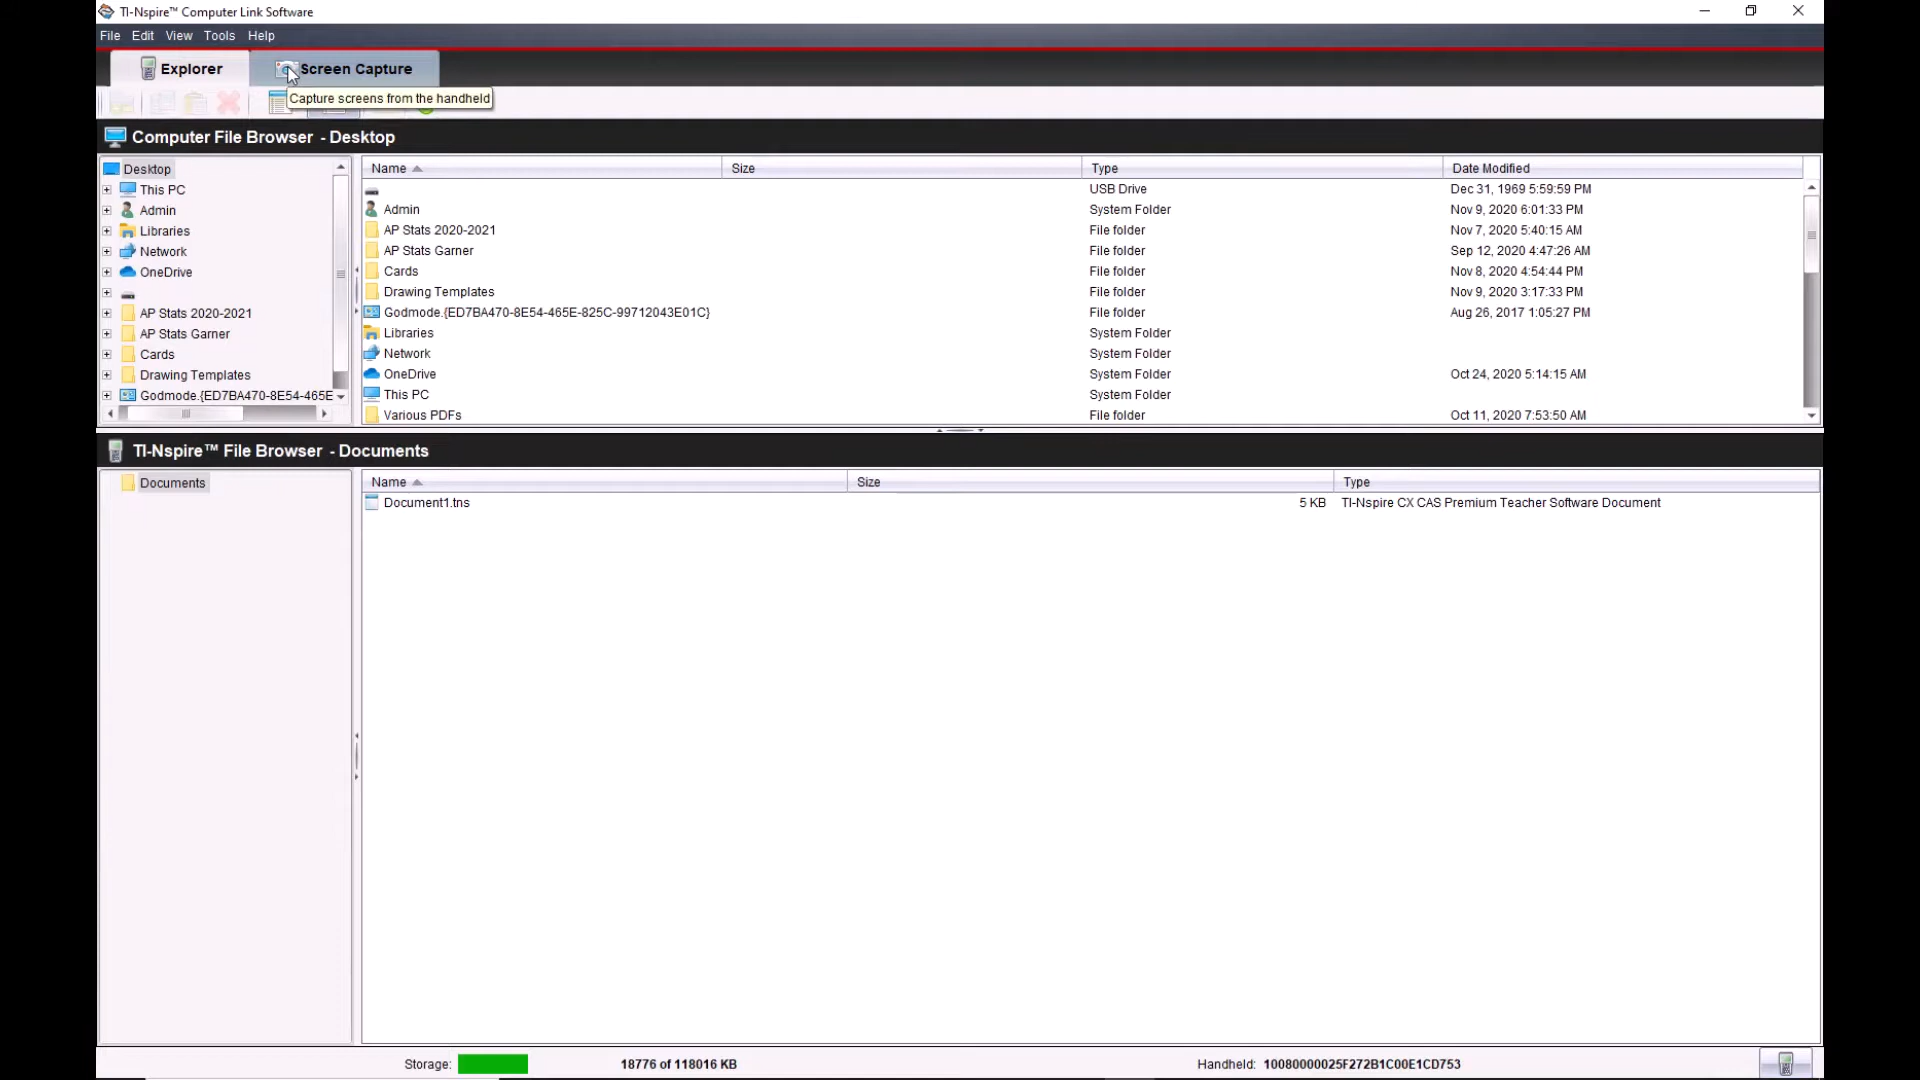 TI-Nspire™ Computer Link Software
File Edit View Tools Help
Explorer Screen Capture
Capture screens from the handheld
Computer File Browser - Desktop
Desktop
This PC
Admin
Libraries
Network
OneDrive
AP Stats 2020-2021
AP Stats Garner
Cards
Drawing Templates
Godmode.{ED7BA470-8E54-465E
Name Size Type Date Modified
USB Drive Dec 31, 1969 5:59:59 PM
Admin System Folder Nov 9, 2020 6:01:33 PM
AP Stats 2020-2021 File folder Nov 7, 2020 5:40:15 AM
AP Stats Garner File folder Sep 12, 2020 4:47:26 AM
Cards File folder Nov 8, 2020 4:54:44 PM
Drawing Templates File folder Nov 9, 2020 3:17:33 PM
Godmode.{ED7BA470-8E54-465E-825C-99712043E01C} File folder Aug 26, 2017 1:05:27 PM
Libraries System Folder
Network System Folder
OneDrive System Folder Oct 24, 2020 5:14:15 AM
This PC System Folder
Various PDFs File folder Oct 11, 2020 7:53:50 AM
TI-Nspire™ File Browser - Documents
Documents
Name Size Type
Document1.tns 5 KB TI-Nspire CX CAS Premium Teacher Software Document
Storage: 18776 of 118016 KB Handheld: 10080000025F272B1C00E1CD753